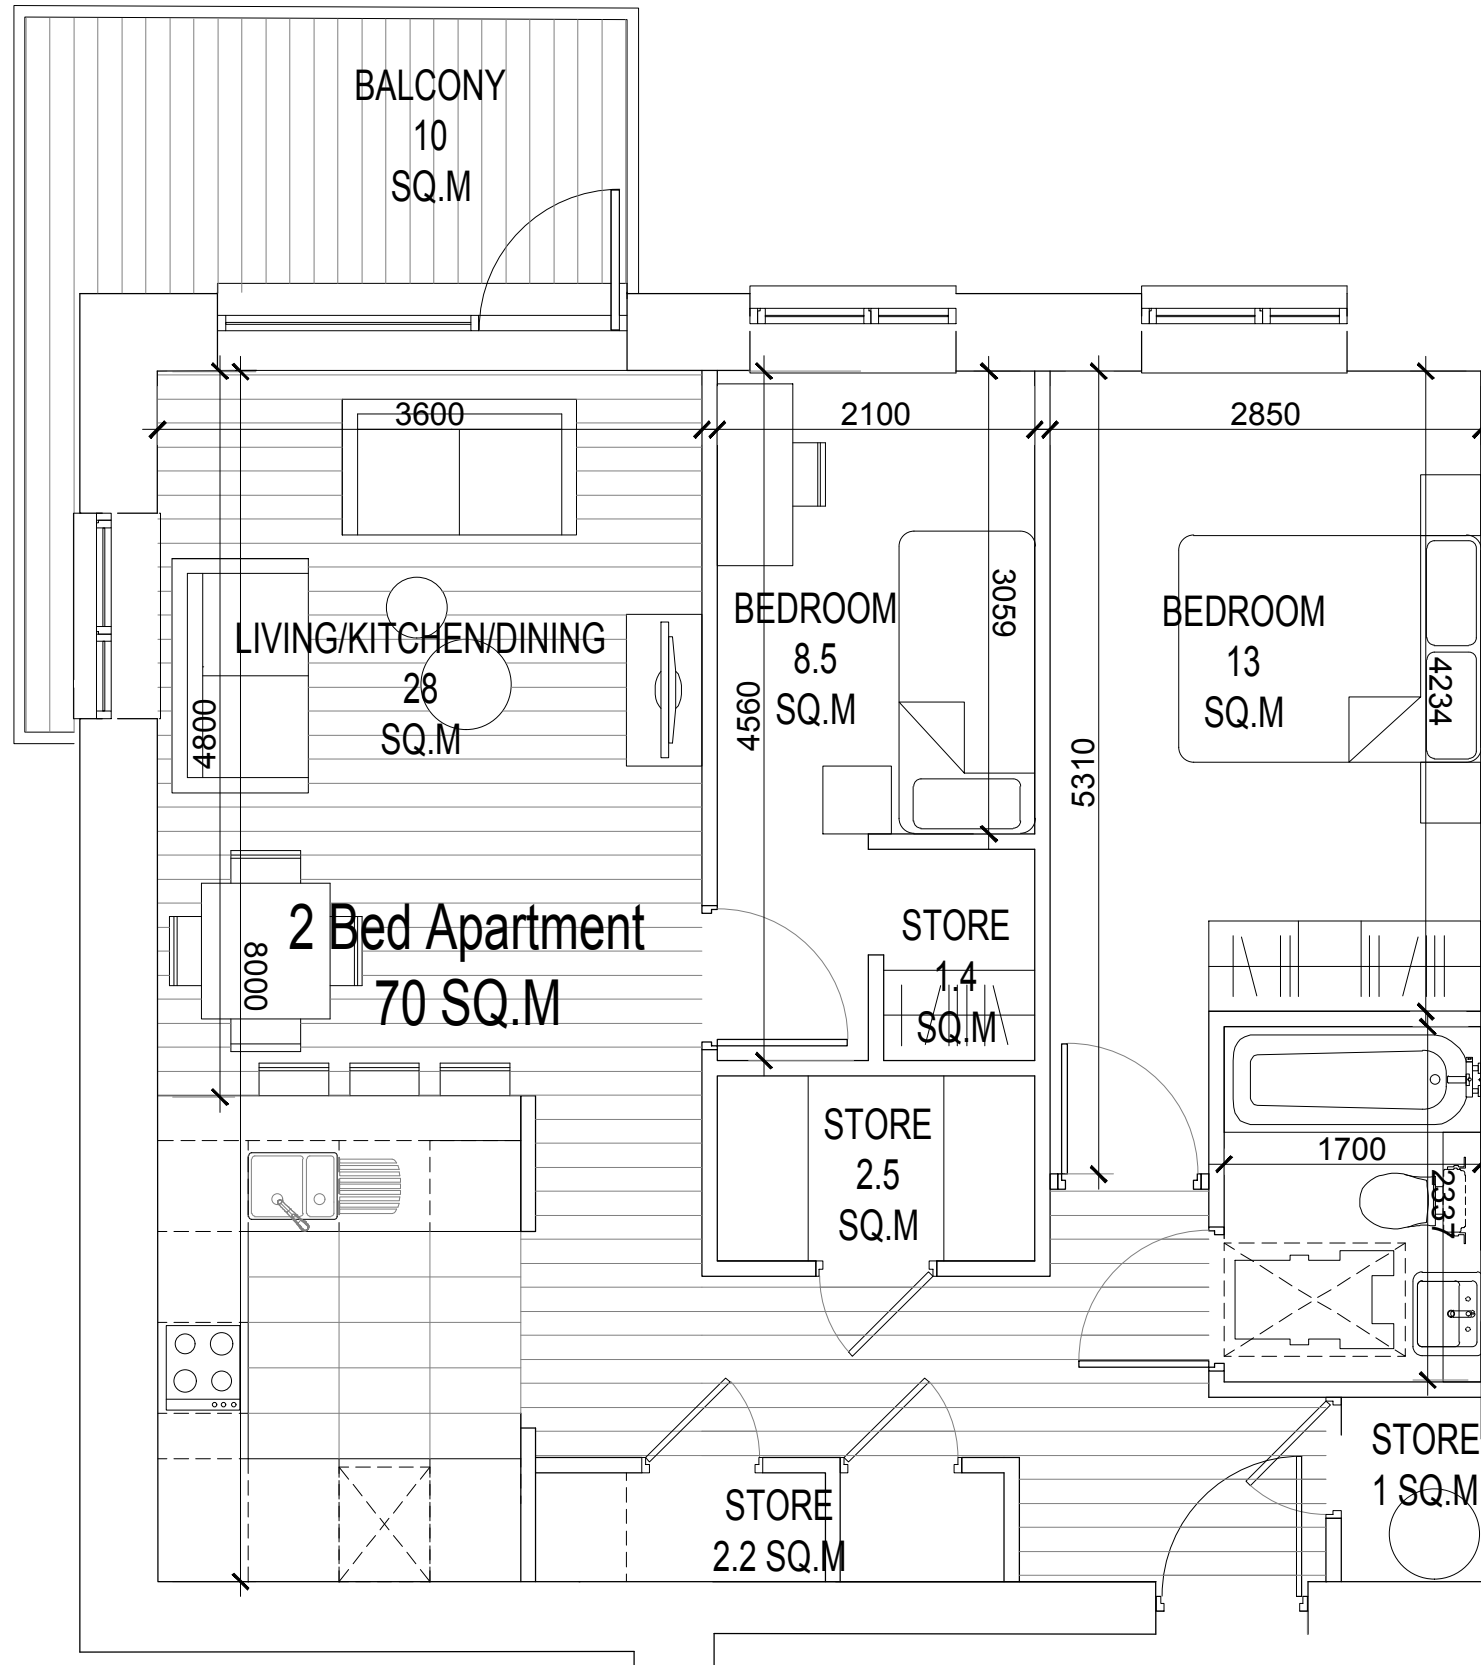 BALCONY
10
SQ.M
3600
2100
2850
LIVING/KITCHEN/DINING
28
SQ.M
4800
8000
BEDROOM
8.5
SQ.M
4560
3059
BEDROOM
13
SQ.M
5310
4234
2 Bed Apartment
70 SQ.M
STORE
1.4
SQ.M
STORE
2.5
SQ.M
1700
2337
STORE
2.2 SQ.M
STORE
1 SQ.M